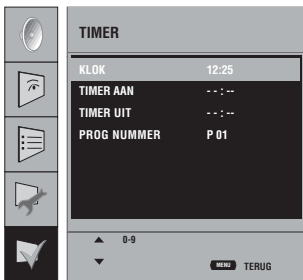 TIMER
KLOK 12:25
TIMER AAN - - : - -
TIMER UIT - - : - -
PROG NUMMER P 01
▲ 0-9
▼ MENU TERUG